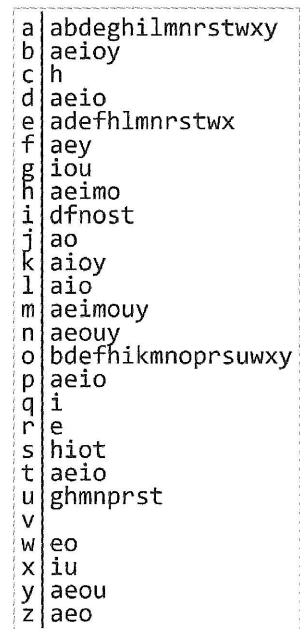 a abdeghilmnrstwxy
b aeioy
c h
d aeio
e adefhlmnrstwx
f aey
g iou
h aeimo
i dfnost
j ao
k aioy
l aio
m aeimouy
n aeouy
o bdefhikmnoprsuwxy
p aeio
q i
r e
s hiot
t aeio
u ghmnprst
v
w eo
x iu
y aeou
z aeo